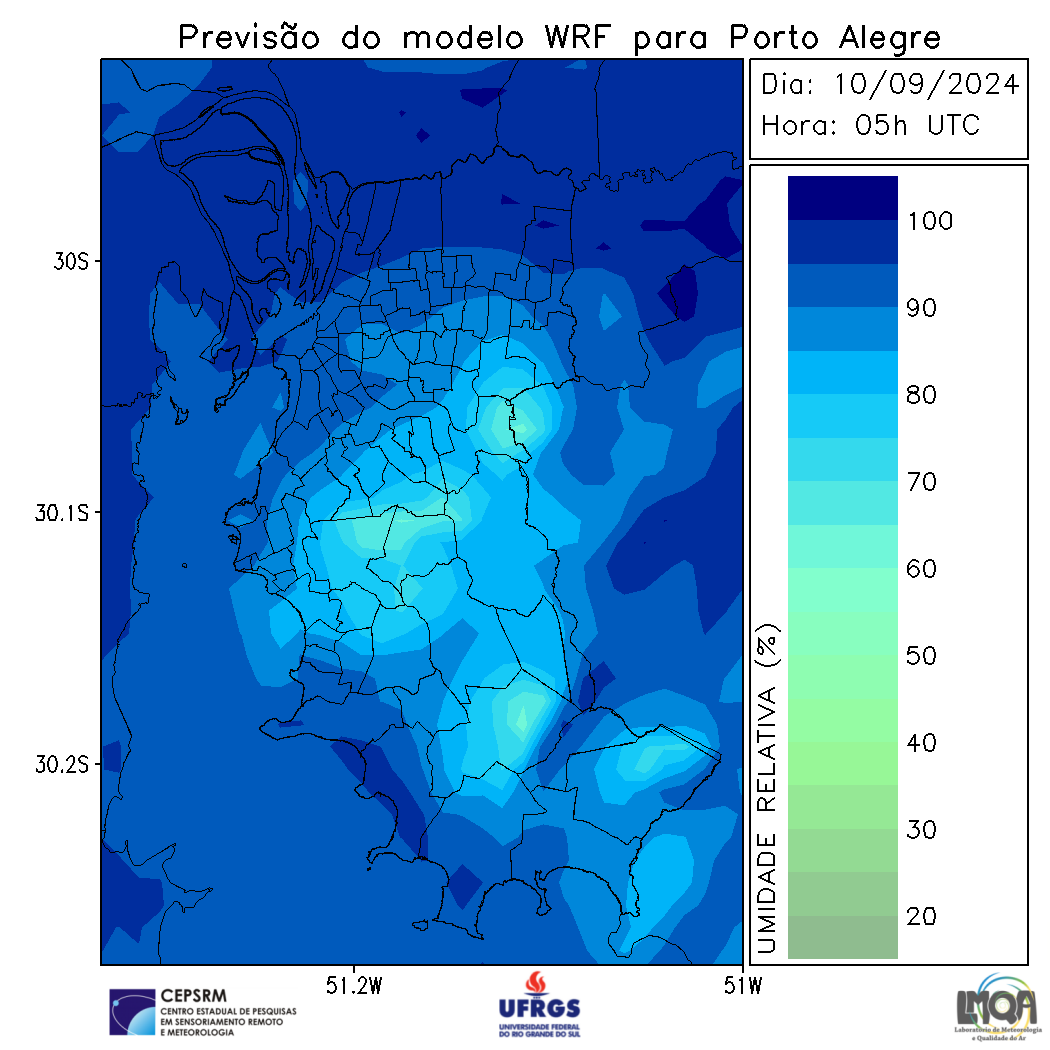 Previsão do modelo WRF para Porto Alegre
Dia: 10/09/2024
Hora: 05h UTC
30S
30.1S
30.2S
51.2W
51W
UMIDADE RELATIVA (%)
100
90
80
70
60
50
40
30
20
CEPSRM
CENTRO ESTADUAL DE PESQUISAS
EM SENSORIAMENTO REMOTO
E METEOROLOGIA
UFRGS
UNIVERSIDADE FEDERAL
DO RIO GRANDE DO SUL
LMQA
Laboratório de Meteorologia
e Qualidade do Ar